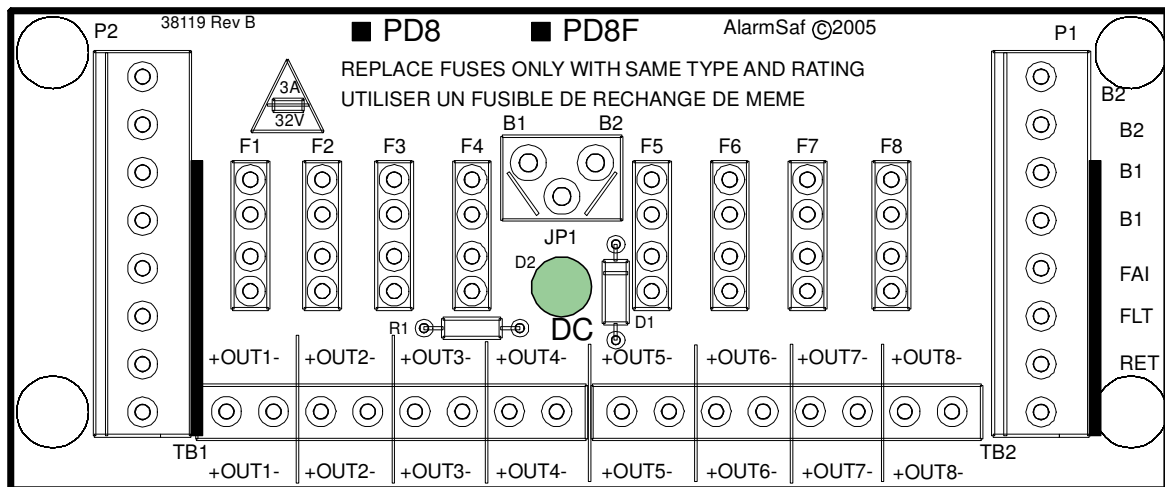 38119 Rev B
PD8 PD8F
AlarmSaf ©2005
P2
P1
REPLACE FUSES ONLY WITH SAME TYPE AND RATING
UTILISER UN FUSIBLE DE RECHANGE DE MEME
3A
32V
B1 B2
F1 F2 F3 F4 F5 F6 F7 F8
B2
B2
B1
B1
FAI
FLT
RET
JP1
D2
DC
R1
D1
+OUT1- +OUT2- +OUT3- +OUT4- +OUT5- +OUT6- +OUT7- +OUT8-
TB1 TB2
+OUT1- +OUT2- +OUT3- +OUT4- +OUT5- +OUT6- +OUT7- +OUT8-